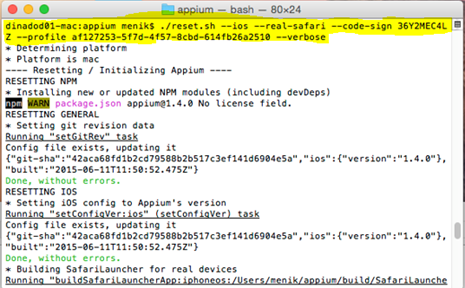 appium — bash — 80×24
dinadod01-mac:appium menik$ ./reset.sh --ios --real-safari --code-sign 36Y2MEC4L
Z --profile af127253-5f7d-4f57-8cbd-614fb26a2510 --verbose
* Determining platform
* Platform is mac
---- Resetting / Initializing Appium ----
RESETTING NPM
* Installing new or updated NPM modules (including devDeps)
npm WARN package.json appium@1.4.0 No license field.
RESETTING GENERAL
* Setting git revision data
Running "setGitRev" task
Config file exists, updating it
{"git-sha":"42aca68fd1b2cd79588b2b517c3ef141d6904e5a","ios":{"version":"1.4.0"},
"built":"2015-06-11T11:50:52.475Z"}
Done, without errors.
RESETTING IOS
* Setting iOS config to Appium's version
Running "setConfigVer:ios" (setConfigVer) task
Config file exists, updating it
{"git-sha":"42aca68fd1b2cd79588b2b517c3ef141d6904e5a","ios":{"version":"1.4.0"},
"built":"2015-06-11T11:50:52.475Z"}
Done, without errors.
* Building SafariLauncher for real devices
Running "buildSafariLauncherApp:iphoneos:/Users/menik/appium/build/SafariLaunche